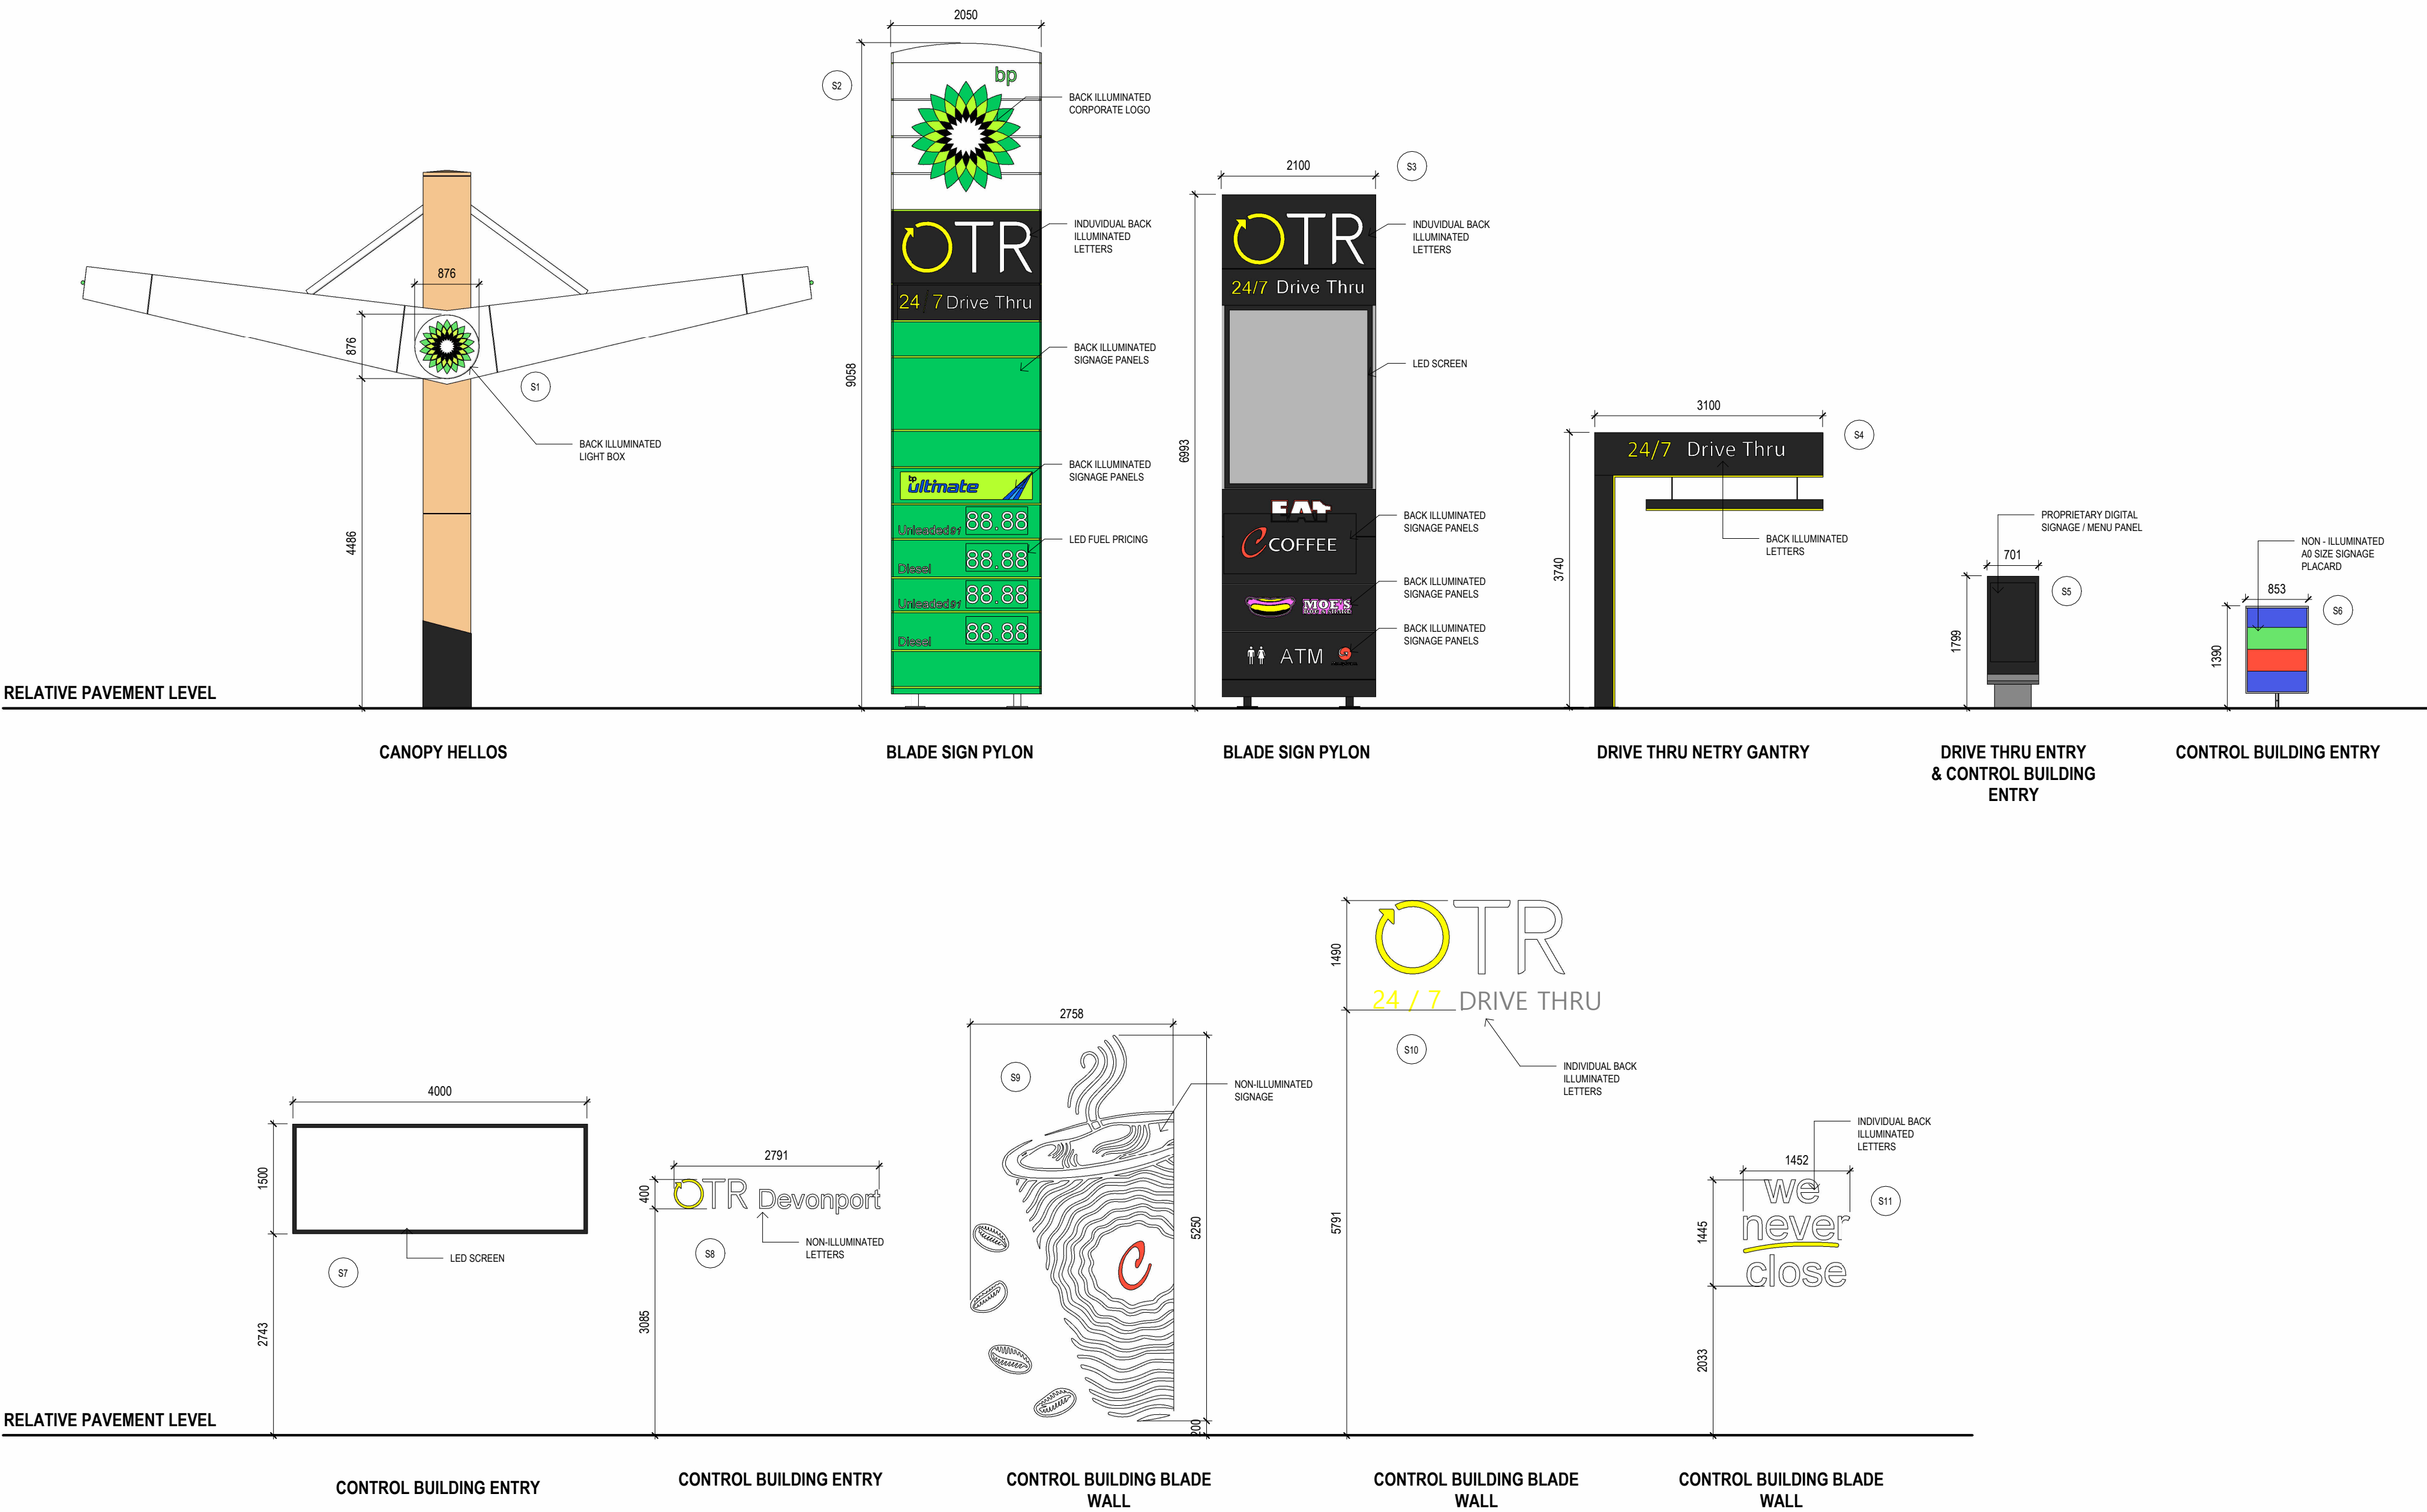 2050
S2
bp
BACK ILLUMINATED
CORPORATE LOGO
OTR
INDUVIDUAL BACK
ILLUMINATED
LETTERS
24 / 7 Drive Thru
BACK ILLUMINATED
SIGNAGE PANELS
9058
BACK ILLUMINATED
SIGNAGE PANELS
bp
ultimate
Unleaded 91 88.88
LED FUEL PRICING
Diesel 88.88
Unleaded 91 88.88
Diesel 88.88
876
876
S1
BACK ILLUMINATED
LIGHT BOX
4486
2100
S3
OTR
INDUVIDUAL BACK
ILLUMINATED
LETTERS
24/7 Drive Thru
LED SCREEN
6993
EAT
COFFEE
BACK ILLUMINATED
SIGNAGE PANELS
MOE'S
BACK ILLUMINATED
SIGNAGE PANELS
ATM
BACK ILLUMINATED
SIGNAGE PANELS
3100
S4
24/7 Drive Thru
BACK ILLUMINATED
LETTERS
3740
PROPRIETARY DIGITAL
SIGNAGE / MENU PANEL
701
S5
1799
NON - ILLUMINATED
A0 SIZE SIGNAGE
PLACARD
853
S6
1390
RELATIVE PAVEMENT LEVEL
CANOPY HELLOS
BLADE SIGN PYLON
BLADE SIGN PYLON
DRIVE THRU NETRY GANTRY
DRIVE THRU ENTRY
& CONTROL BUILDING
ENTRY
CONTROL BUILDING ENTRY
4000
1500
LED SCREEN
S7
2743
2791
400
OTR Devonport
NON-ILLUMINATED
LETTERS
S8
3085
2758
S9
NON-ILLUMINATED
SIGNAGE
5250
C
200
1490
OTR
24 / 7 DRIVE THRU
S10
INDIVIDUAL BACK
ILLUMINATED
LETTERS
5791
INDIVIDUAL BACK
ILLUMINATED
LETTERS
1452
we
never
close
S11
1445
2033
RELATIVE PAVEMENT LEVEL
CONTROL BUILDING ENTRY
CONTROL BUILDING ENTRY
CONTROL BUILDING BLADE
WALL
CONTROL BUILDING BLADE
WALL
CONTROL BUILDING BLADE
WALL